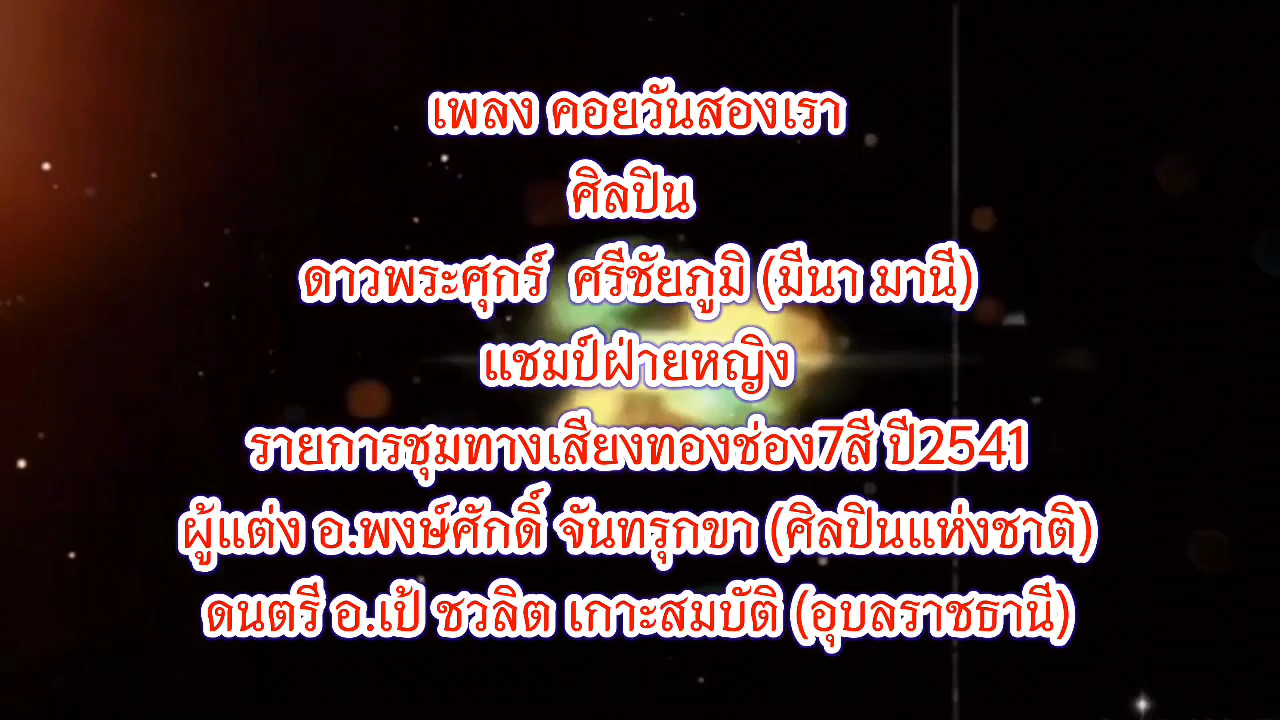 เพลง คอยวันสองเรา
ศิลปิน
ดาวพระศุกร์ ศรีชัยภูมิ (มีนา มานี)
แชมป์ฝ่ายหญิง
รายการชุมทางเสียงทองช่อง7สี ปี2541
ผู้แต่ง อ.พงษ์ศักดิ์ จันทรุกขา (ศิลปินแห่งชาติ)
ดนตรี อ.เป้ ชวลิต เกาะสมบัติ (อุบลราชธานี)